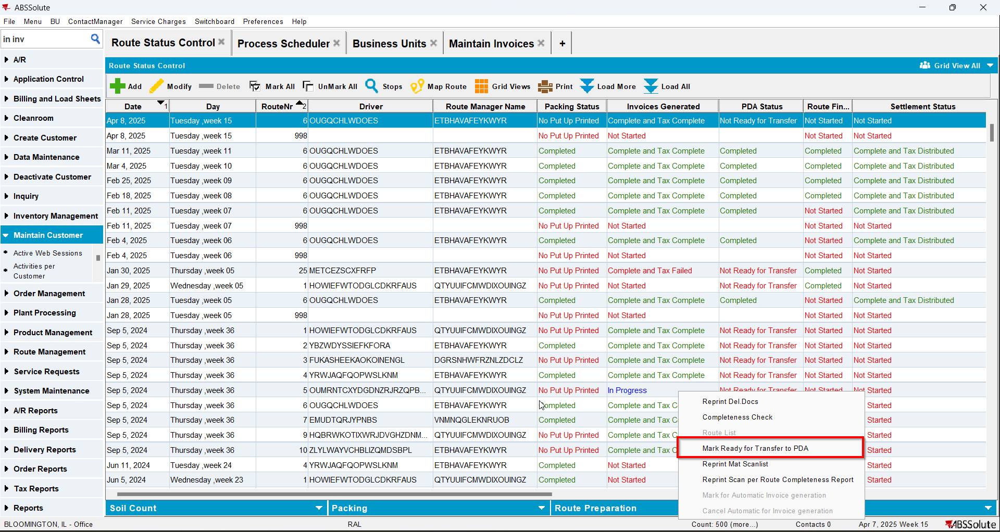 ABSSolute
File Menu BU ContactManager Service Charges Switchboard Preferences Help
in inv
Route Status Control Process Scheduler Business Units Maintain Invoices +
A/R
Application Control
Billing and Load Sheets
Cleanroom
Create Customer
Data Maintenance
Deactivate Customer
Inquiry
Inventory Management
Maintain Customer
Active Web Sessions
Activities per
Customer
Order Management
Plant Processing
Product Management
Route Management
Service Requests
System Maintenance
A/R Reports
Billing Reports
Delivery Reports
Order Reports
Tax Reports
Reports
Route Status Control Grid View All
Add Modify Delete Mark All UnMark All Stops Map Route Grid Views Print Load More Load All
Date 1 Day RouteNr 2 Driver Route Manager Name Packing Status Invoices Generated PDA Status Route Fin... Settlement Status
Apr 8, 2025 Tuesday ,week 15 6 OUGQCHLWDOES ETBHAVAFEYKWYR No Put Up Printed Complete and Tax Complete Not Ready for Transfer Not Started Not Started
Apr 8, 2025 Tuesday ,week 15 998 No Put Up Printed Not Started Not Started Not Started
Mar 11, 2025 Tuesday ,week 11 6 OUGQCHLWDOES ETBHAVAFEYKWYR Completed Complete and Tax Complete Completed Completed Complete and Tax Distributed
Mar 4, 2025 Tuesday ,week 10 6 OUGQCHLWDOES ETBHAVAFEYKWYR Completed Complete and Tax Complete Completed Completed Complete and Tax Distributed
Feb 25, 2025 Tuesday ,week 09 6 OUGQCHLWDOES ETBHAVAFEYKWYR Completed Complete and Tax Complete Completed Completed Complete and Tax Distributed
Feb 18, 2025 Tuesday ,week 08 6 OUGQCHLWDOES ETBHAVAFEYKWYR Completed Complete and Tax Complete Completed Completed Complete and Tax Distributed
Feb 11, 2025 Tuesday ,week 07 6 OUGQCHLWDOES ETBHAVAFEYKWYR Completed Complete and Tax Complete Completed Not Started Complete and Tax Distributed
Feb 11, 2025 Tuesday ,week 07 998 No Put Up Printed Not Started Not Started Not Started
Feb 4, 2025 Tuesday ,week 06 6 OUGQCHLWDOES ETBHAVAFEYKWYR Completed Complete and Tax Complete Completed Not Started Complete and Tax Distributed
Feb 4, 2025 Tuesday ,week 06 998 No Put Up Printed Not Started Not Started Not Started
Jan 30, 2025 Thursday ,week 05 25 METCEZSCXFRFP ETBHAVAFEYKWYR No Put Up Printed Complete and Tax Failed Not Ready for Transfer Completed Not Started
Jan 29, 2025 Wednesday ,week 05 1 HOWIEFWTODGLCDKRFAUS QTYUUIFCMWDIXOUINGZ No Put Up Printed Not Started Not Ready for Transfer Completed Not Started
Jan 28, 2025 Tuesday ,week 05 6 OUGQCHLWDOES ETBHAVAFEYKWYR Completed Complete and Tax Complete Completed Not Started Complete and Tax Distributed
Jan 28, 2025 Tuesday ,week 05 998 No Put Up Printed Not Started Not Started Not Started
Sep 5, 2024 Thursday ,week 36 1 HOWIEFWTODGLCDKRFAUS QTYUUIFCMWDIXOUINGZ No Put Up Printed Complete and Tax Complete Not Ready for Transfer Not Started Not Started
Sep 5, 2024 Thursday ,week 36 2 YBZWDYSSIEFKFORA ETBHAVAFEYKWYR Completed Complete and Tax Complete Not Ready for Transfer Not Started Not Started
Sep 5, 2024 Thursday ,week 36 3 FUKASHEEKAOKOINENGL DGRSNHWFRZNLZDCLZ No Put Up Printed Complete and Tax Complete Not Ready for Transfer Not Started Not Started
Sep 5, 2024 Thursday ,week 36 4 YRWJAQFQOPWSLKNM ETBHAVAFEYKWYR Completed Complete and Tax Complete Not Ready for Transfer Not Started Not Started
Sep 5, 2024 Thursday ,week 36 5 OUMRNTCXYDGDNZRJRZQPB... QTYUUIFCMWDIXOUINGZ No Put Up Printed In Progress Not Ready for Transfer Not Started Not Started
Sep 5, 2024 Thursday ,week 36 6 OUGQCHLWDOES ETBHAVAFEYKWYR Completed Complete and Tax C Started
Sep 5, 2024 Thursday ,week 36 7 EMUDTQRJYPNBS VNMNQGLEKNRUOB Completed Complete and Tax C Started
Sep 5, 2024 Thursday ,week 36 9 HQBRWKOTIXWRJDVGHZDNM... QTYUUIFCMWDIXOUINGZ No Put Up Printed Complete and Tax C Started
Sep 5, 2024 Thursday ,week 36 10 ZLYLWAYVCHBLIZQMDSBPL ETBHAVAFEYKWYR No Put Up Printed Complete and Tax C Started
Jun 11, 2024 Tuesday ,week 24 4 YRWJAQFQOPWSLKNM ETBHAVAFEYKWYR Completed Not Started Started
Jun 5, 2024 Wednesday ,week 23 1 HOWIEFWTODGLCDKRFAUS QTYUUIFCMWDIXOUINGZ Completed Not Started Started
Reprint Del.Docs
Completeness Check
Route List
Mark Ready for Transfer to PDA
Reprint Mat Scanlist
Reprint Scan per Route Completeness Report
Mark for Automatic Invoice generation
Cancel Automatic for Invoice generation
Soil Count Packing Route Preparation
BLOOMINGTON, IL - Office RAL Count: 500 (more...) Contacts 0 Apr 7, 2025 Week 15 ABSSolute